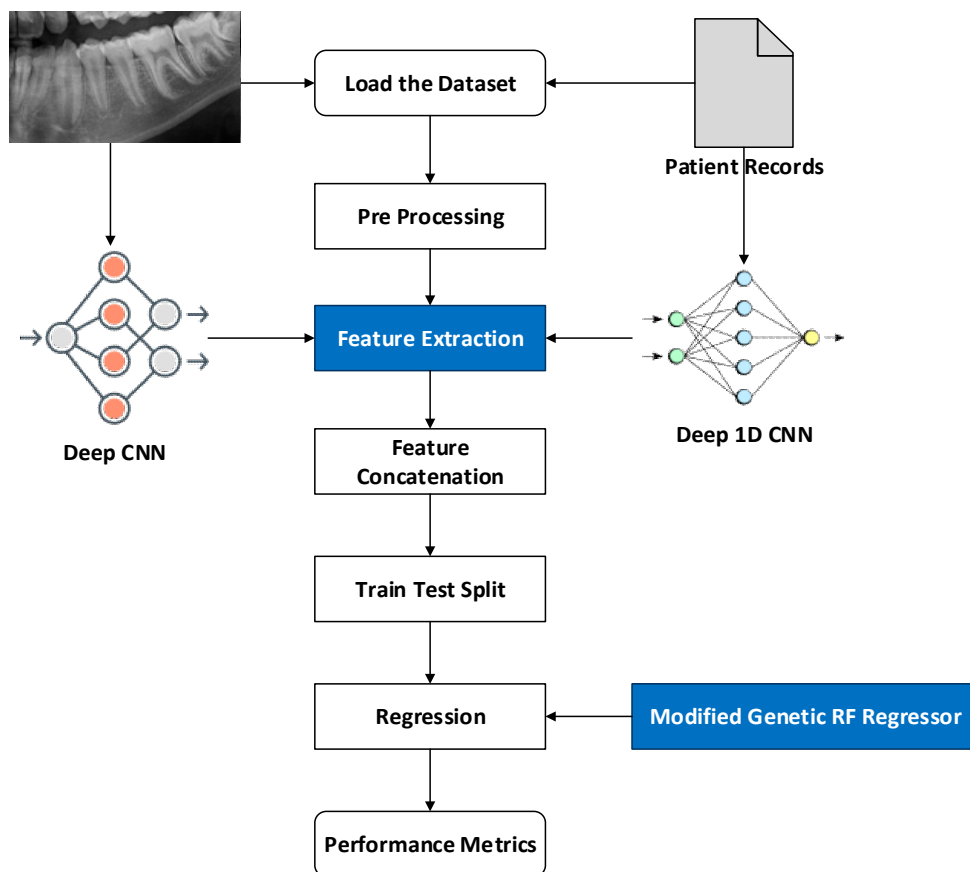 Load the Dataset
Patient Records
Pre Processing
Feature Extraction
Deep CNN
Deep 1D CNN
Feature
Concatenation
Train Test Split
Regression
Modified Genetic RF Regressor
Performance Metrics